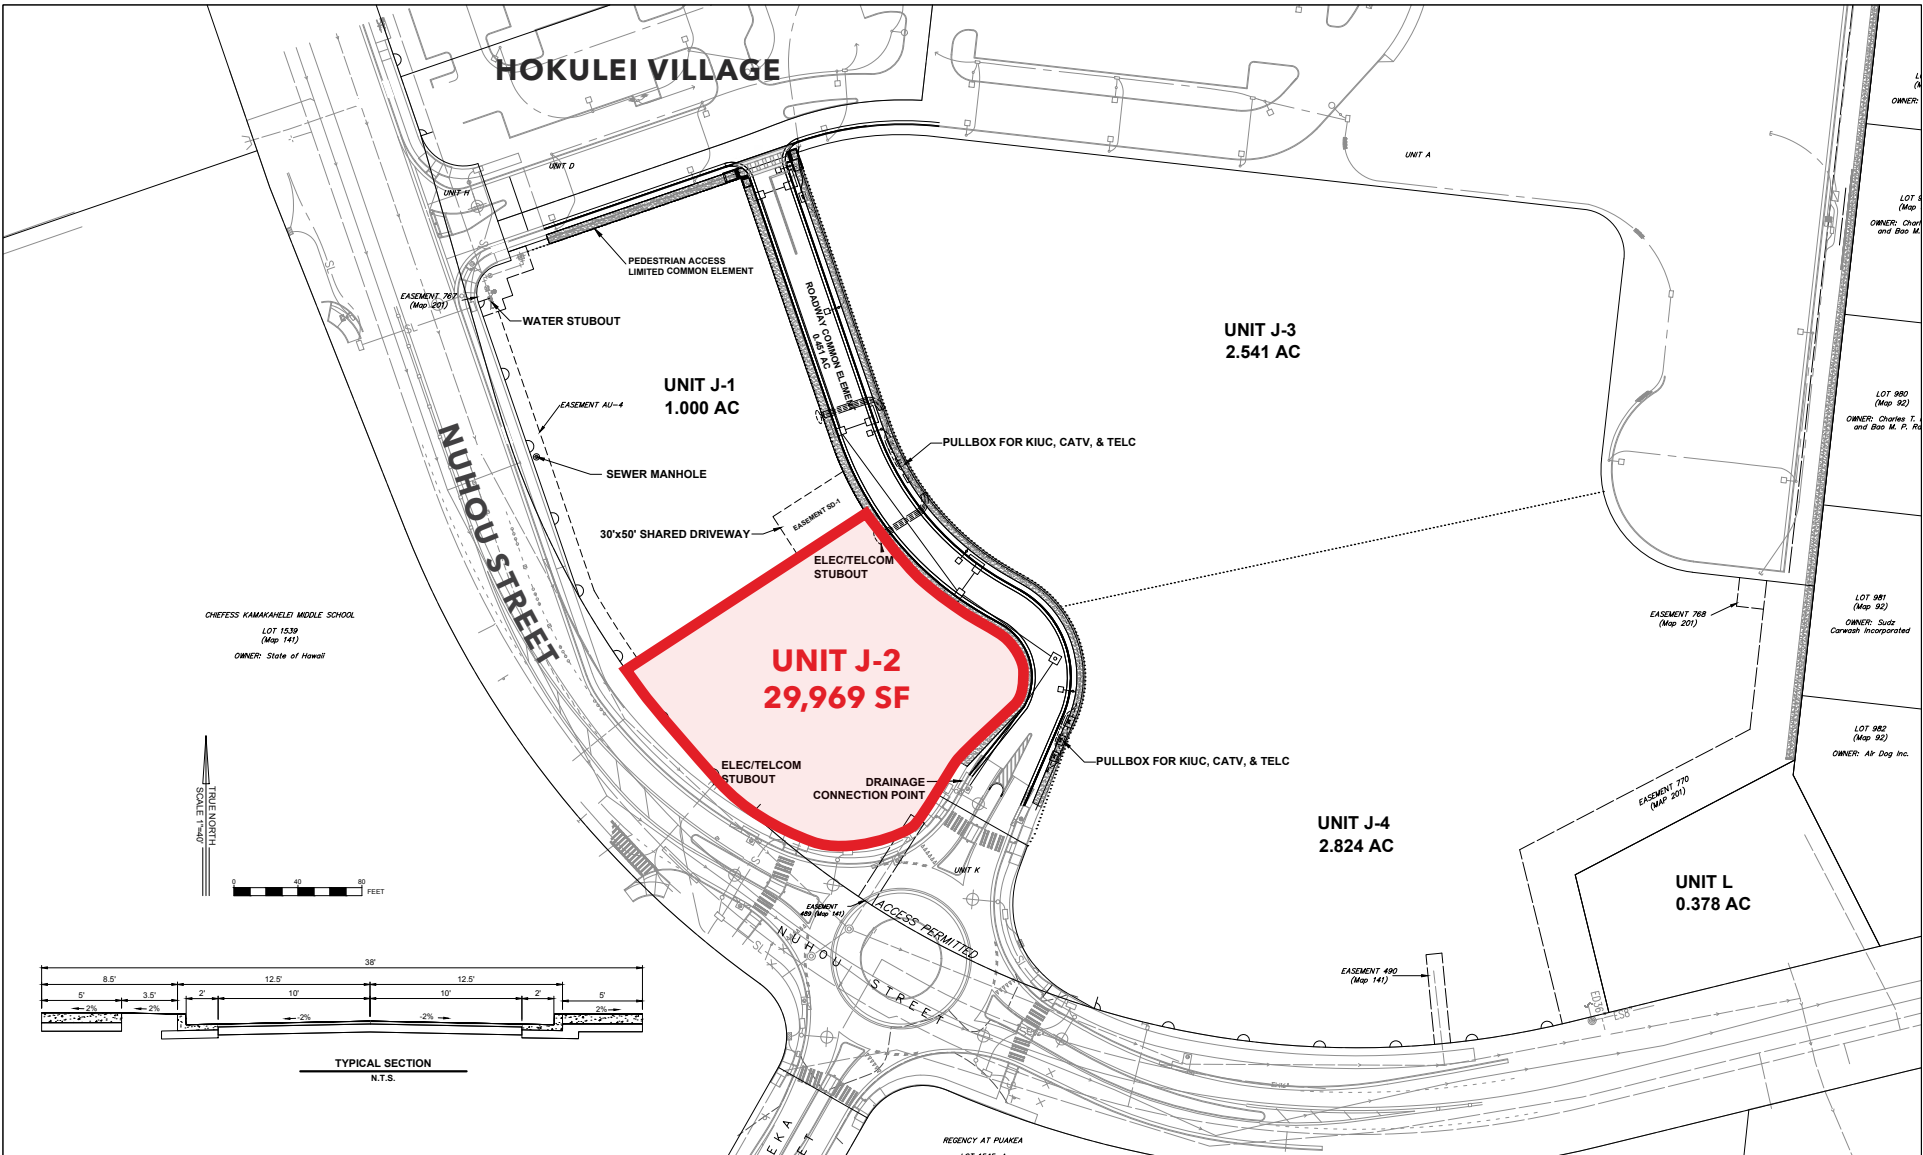 HOKULEI VILLAGE
UNIT D
UNIT H
UNIT A
OWNER:
PEDESTRIAN ACCESS
LIMITED COMMON ELEMENT
EASEMENT 767
(Map 201)
WATER STUBOUT
ROADWAY COMMON ELEMENT
0.451 AC
UNIT J-1
1.000 AC
EASEMENT AU-4
SEWER MANHOLE
NUHOU STREET
EASEMENT SD-1
30'x50' SHARED DRIVEWAY
PULLBOX FOR KIUC, CATV, & TELC
UNIT J-3
2.541 AC
LOT 980
(Map 92)
OWNER: Charles T.
and Bao M. P.
ELEC/TELCOM
STUBOUT
UNIT J-2
29,969 SF
ELEC/TELCOM
STUBOUT
DRAINAGE
CONNECTION POINT
PULLBOX FOR KIUC, CATV, & TELC
CHIEFESS KAMAKAHELEI MIDDLE SCHOOL
LOT 1539
(Map 141)
OWNER: State of Hawaii
EASEMENT 768
(Map 201)
LOT 981
(Map 92)
OWNER: Sudz
Carwash Incorporated
LOT 982
(Map 92)
OWNER: Air Dog Inc.
EASEMENT 770
(MAP 201)
UNIT J-4
2.824 AC
UNIT L
0.378 AC
TRUE NORTH
SCALE 1"=40'
0 40 80
FEET
UNIT K
EASEMENT
489 (Map 141)
ACCESS PERMITTED
NUHOU STREET
EASEMENT 490
(Map 141)
38'
8.5' 12.5' 12.5'
5' 3.5' 2' 10' 10' 2' 5'
2% 2% -2% -2% 2%
TYPICAL SECTION
N.T.S.
REGENCY AT PUAKEA